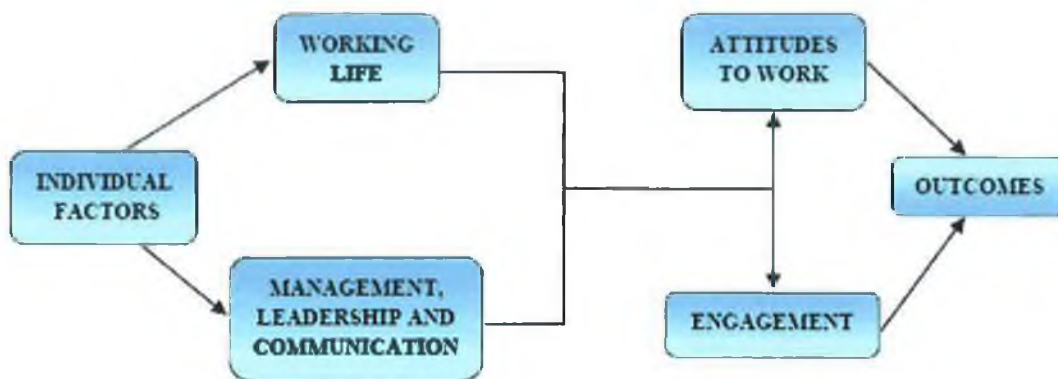 WORKING
LIFE
ATTITUDES
TO WORK
INDIVIDUAL
FACTORS
OUTCOMES
MANAGEMENT,
LEADERSHIP AND
COMMUNICATION
ENGAGEMENT